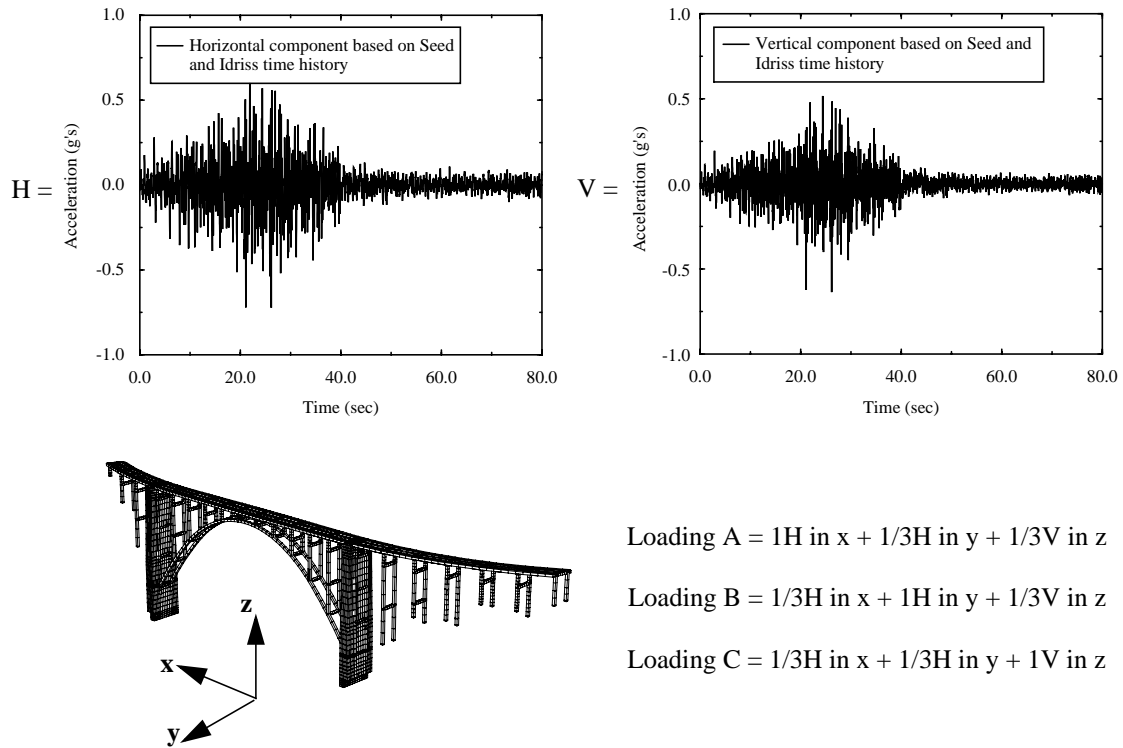 1.0
0.5
0.0
-0.5
-1.0
H =
Acceleration (g's)
Horizontal component based on Seed
and Idriss time history
0.0
20.0
40.0
60.0
80.0
Time (sec)
1.0
0.5
0.0
-0.5
-1.0
V =
Acceleration (g's)
Vertical component based on Seed and
Idriss time history
0.0
20.0
40.0
60.0
80.0
Time (sec)
z
x
y
Loading A = 1H in x + 1/3H in y + 1/3V in z
Loading B = 1/3H in x + 1H in y + 1/3V in z
Loading C = 1/3H in x + 1/3H in y + 1V in z